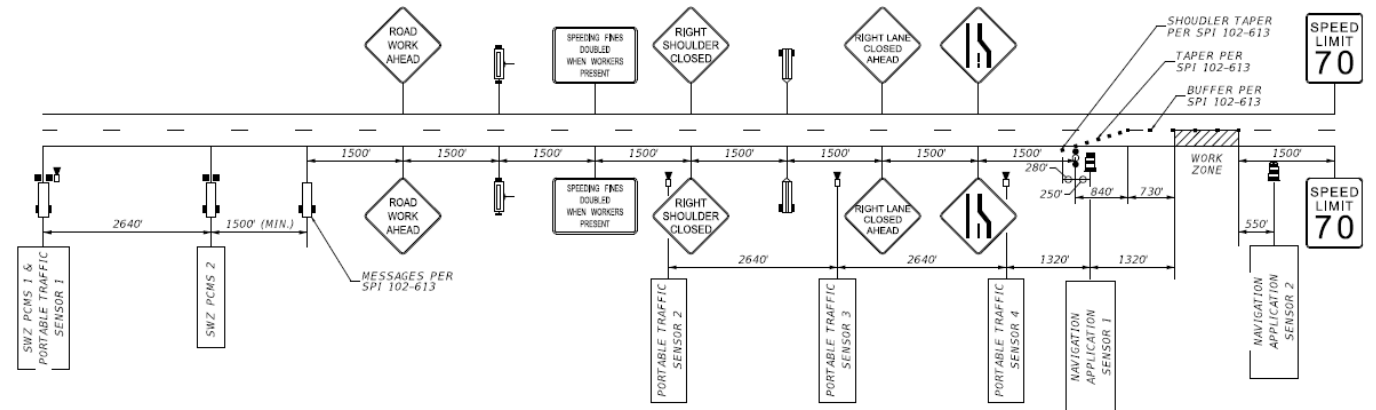 ROAD
WORK
AHEAD
SPEEDING FINES
DOUBLED
WHEN WORKERS
PRESENT
RIGHT
SHOULDER
CLOSED
RIGHT LANE
CLOSED
AHEAD
SHOUDLER TAPER
PER SPI 102-613
TAPER PER
SPI 102-613
BUFFER PER
SPI 102-613
SPEED
LIMIT
70
1500'
1500'
1500'
1500'
1500'
1500'
1500'
1500'
280'
250'
840'
730'
WORK
ZONE
1500'
550'
ROAD
WORK
AHEAD
SPEEDING FINES
DOUBLED
WHEN WORKERS
PRESENT
RIGHT
SHOULDER
CLOSED
RIGHT LANE
CLOSED
AHEAD
SPEED
LIMIT
70
2640'
1500' (MIN.)
MESSAGES PER
SPI 102-613
2640'
2640'
1320'
1320'
SWZ PCMS 1 &
PORTABLE TRAFFIC
SENSOR 1
SWZ PCMS 2
PORTABLE TRAFFIC
SENSOR 2
PORTABLE TRAFFIC
SENSOR 3
PORTABLE TRAFFIC
SENSOR 4
NAVIGATION
APPLICATION
SENSOR 1
NAVIGATION
APPLICATION
SENSOR 2